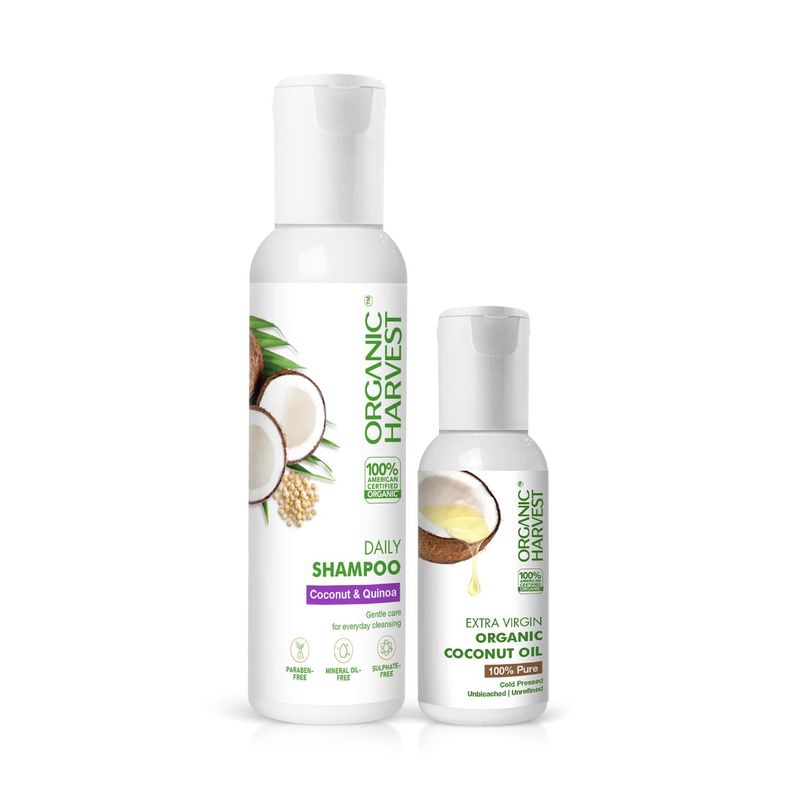 ORGANIC
HARVEST
TM
100%
AMERICAN
CERTIFIED
ORGANIC
DAILY
SHAMPOO
Coconut & Quinoa
Gentle care
for everyday cleansing
PARABEN-
FREE
MINERAL OIL-
FREE
SULPHATE-
FREE
ORGANIC
HARVEST
®
100%
AMERICAN
CERTIFIED
ORGANIC
EXTRA VIRGIN
ORGANIC
COCONUT OIL
100% Pure
Cold Pressed
Unbleached | Unrefined